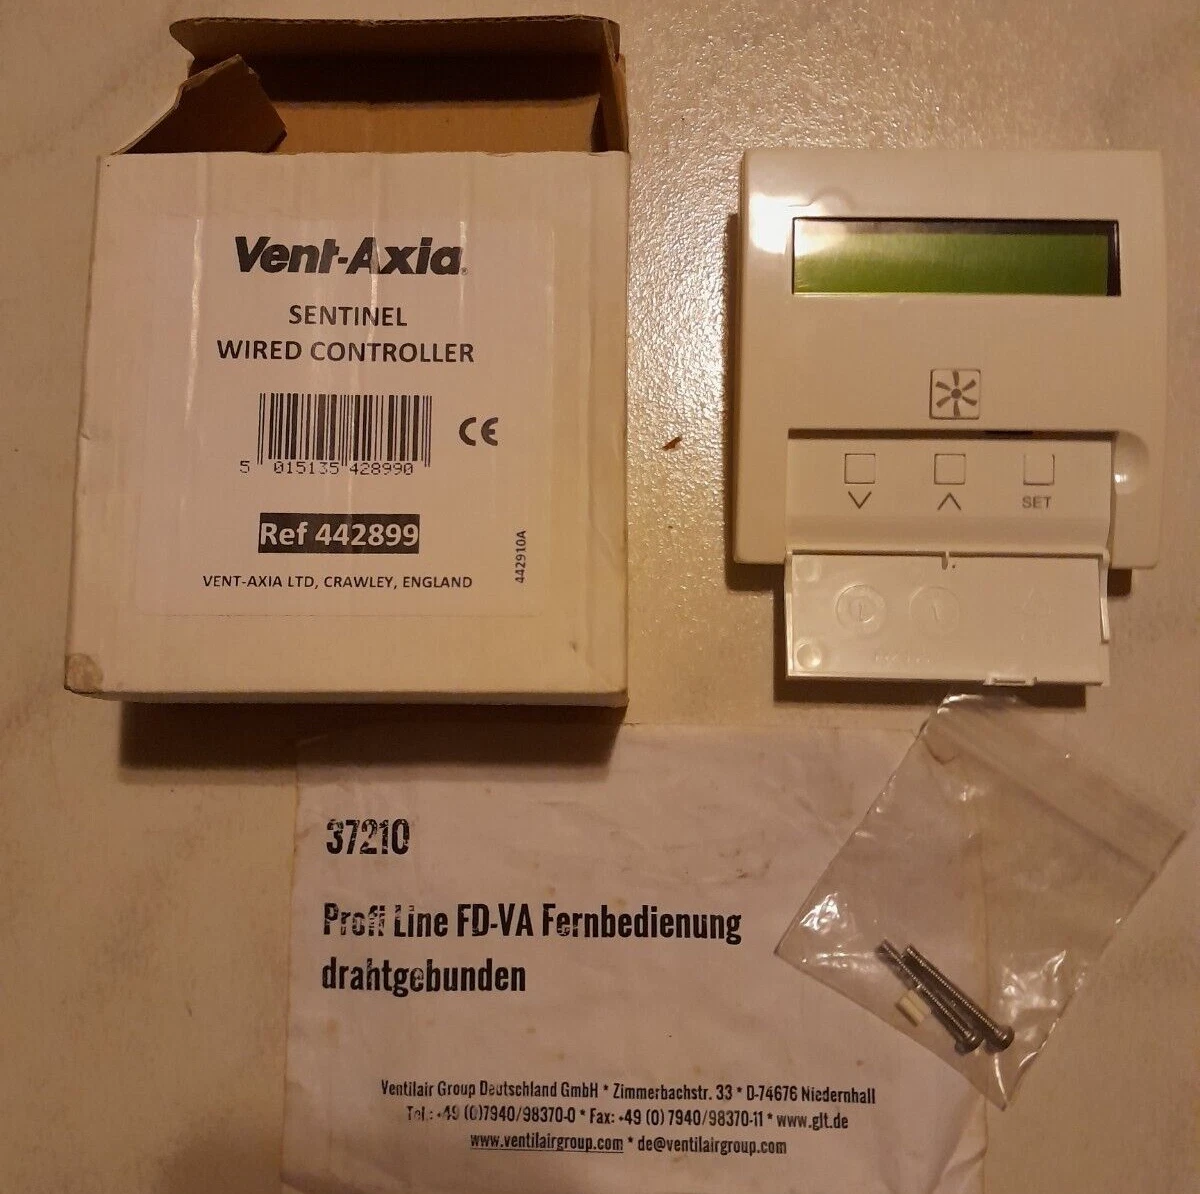 Vent-Axia®
SENTINEL
WIRED CONTROLLER
CE
5 015135 428990
Ref 442899
VENT-AXIA LTD, CRAWLEY, ENGLAND
442910A
SET
37210
Profi Line FD-VA Fernbedienung
drahtgebunden
Ventilair Group Deutschland GmbH * Zimmerbachstr. 33 * D-74676 Niedernhall
Tel.: +49 (0)7940/98370-0 * Fax: +49 (0) 7940/98370-11 * www.glt.de
www.ventilairgroup.com * de@ventilairgroup.com